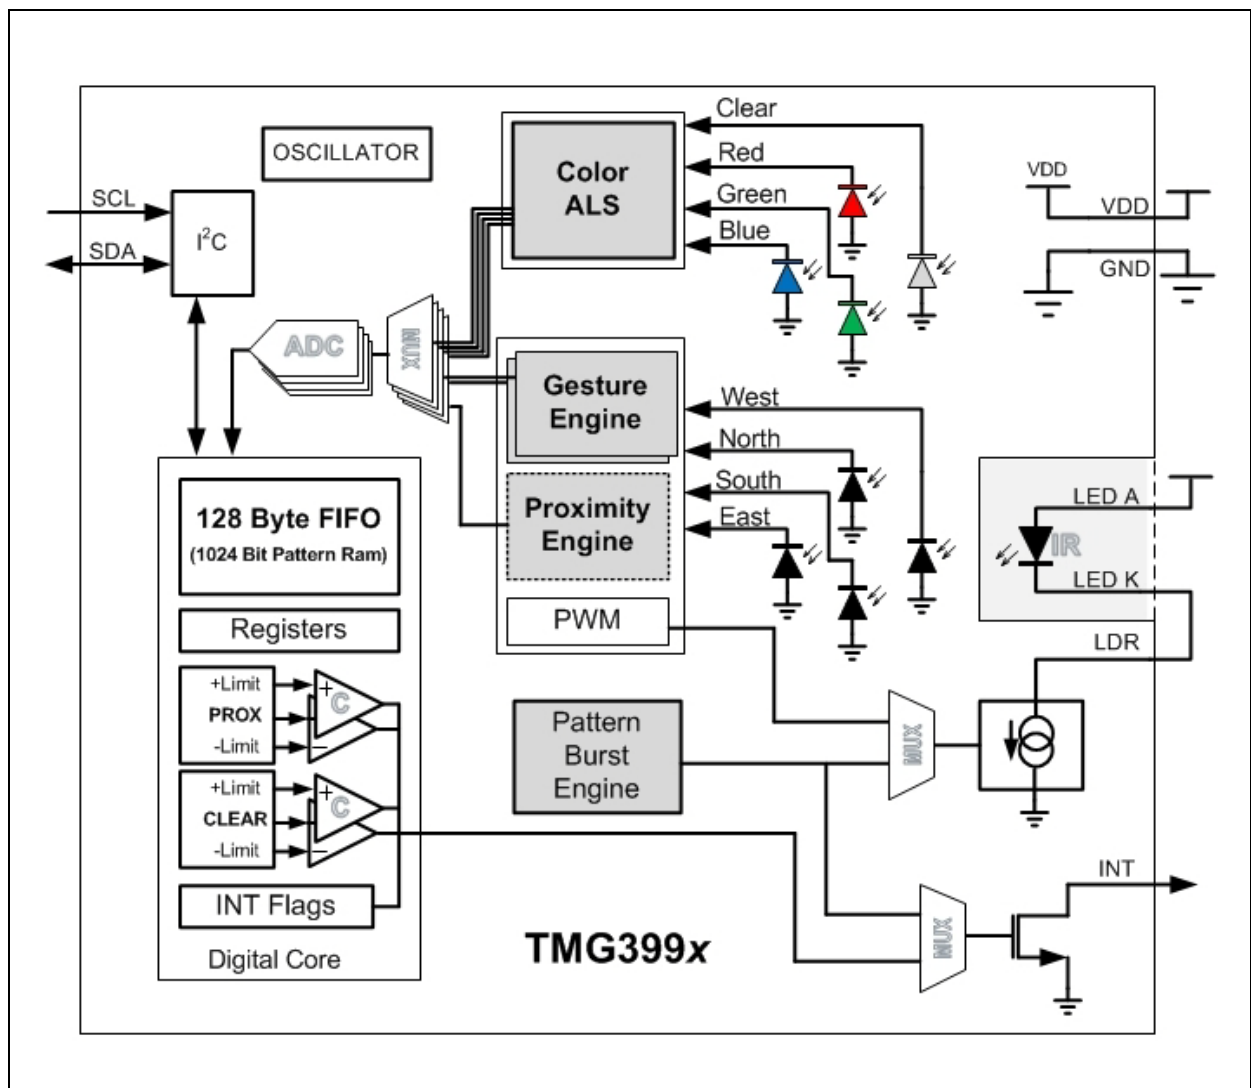 OSCILLATOR
SCL
SDA
I²C
Color
ALS
Clear
Red
Green
Blue
VDD
VDD
GND
ADC
MUX
Gesture
Engine
Proximity
Engine
PWM
West
North
South
East
LED A
IR
LED K
LDR
128 Byte FIFO
(1024 Bit Pattern Ram)
Registers
+Limit
PROX
-Limit
+
C
−
+Limit
CLEAR
-Limit
+
C
−
INT Flags
Digital Core
Pattern
Burst
Engine
MUX
MUX
INT
TMG399x